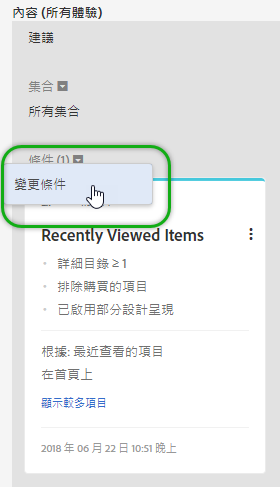 內容 (所有體驗)
建議
集合
所有集合
條件 (1)
變更條件
Recently Viewed Items
詳細目錄 ≥ 1
排除購買的項目
已啟用部分設計呈現
根據: 最近查看的項目
在首頁上
顯示較多項目
2018 年 06 月 22 日 10:51 晚上